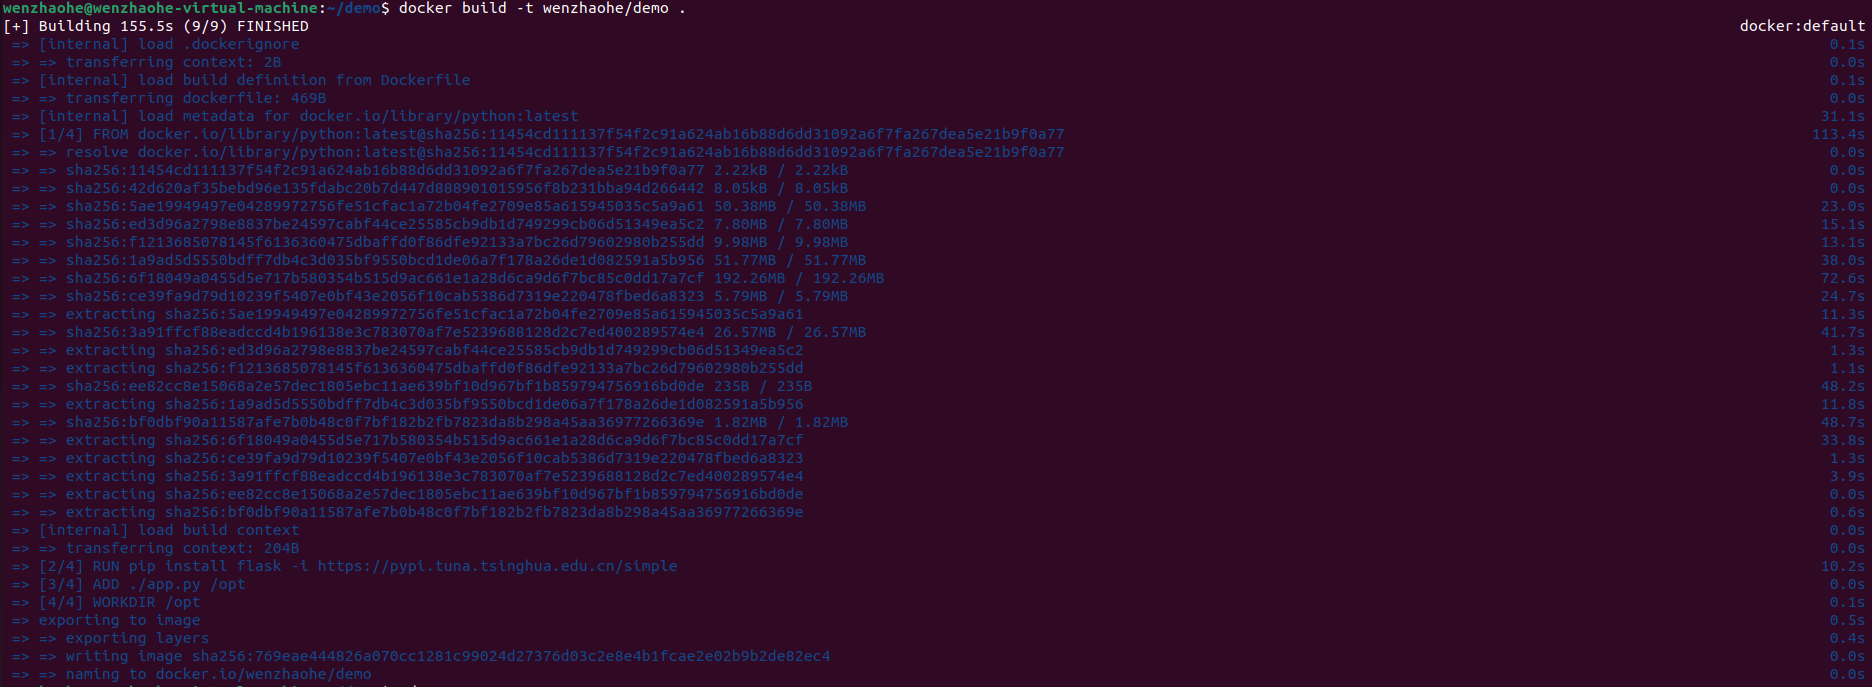 wenzhaohe@wenzhaohe-virtual-machine:~/demo$ docker build -t wenzhaohe/demo .
[+] Building 155.5s (9/9) FINISHED docker:default
=> [internal] load .dockerignore 0.1s
=> => transferring context: 2B 0.0s
=> [internal] load build definition from Dockerfile 0.1s
=> => transferring dockerfile: 469B 0.0s
=> [internal] load metadata for docker.io/library/python:latest 31.1s
=> [1/4] FROM docker.io/library/python:latest@sha256:11454cd111137f54f2c91a624ab16b88d6dd31092a6f7fa267dea5e21b9f0a77 113.4s
=> => resolve docker.io/library/python:latest@sha256:11454cd111137f54f2c91a624ab16b88d6dd31092a6f7fa267dea5e21b9f0a77 0.0s
=> => sha256:11454cd111137f54f2c91a624ab16b88d6dd31092a6f7fa267dea5e21b9f0a77 2.22kB / 2.22kB 0.0s
=> => sha256:42d620af35bebd96e135fdabc20b7d447d888901015956f8b231bba94d266442 8.05kB / 8.05kB 0.0s
=> => sha256:5ae19949497e04289972756fe51cfac1a72b04fe2709e85a615945035c5a9a61 50.38MB / 50.38MB 23.0s
=> => sha256:ed3d96a2798e8837be24597cabf44ce25585cb9db1d749299cb06d51349ea5c2 7.80MB / 7.80MB 15.1s
=> => sha256:f1213685078145f6136360475dbaffd0f86dfe92133a7bc26d79602980b255dd 9.98MB / 9.98MB 13.1s
=> => sha256:1a9ad5d5550bdff7db4c3d035bf9550bcd1de06a7f178a26de1d082591a5b956 51.77MB / 51.77MB 38.0s
=> => sha256:6f18049a0455d5e717b580354b515d9ac661e1a28d6ca9d6f7bc85c0dd17a7cf 192.26MB / 192.26MB 72.6s
=> => sha256:ce39fa9d79d10239f5407e0bf43e2056f10cab5386d7319e220478fbed6a8323 5.79MB / 5.79MB 24.7s
=> => extracting sha256:5ae19949497e04289972756fe51cfac1a72b04fe2709e85a615945035c5a9a61 11.3s
=> => sha256:3a91ffcf88eadccd4b196138e3c783070af7e5239688128d2c7ed400289574e4 26.57MB / 26.57MB 41.7s
=> => extracting sha256:ed3d96a2798e8837be24597cabf44ce25585cb9db1d749299cb06d51349ea5c2 1.3s
=> => extracting sha256:f1213685078145f6136360475dbaffd0f86dfe92133a7bc26d79602980b255dd 1.1s
=> => sha256:ee82cc8e15068a2e57dec1805ebc11ae639bf10d967bf1b859794756916bd0de 235B / 235B 48.2s
=> => extracting sha256:1a9ad5d5550bdff7db4c3d035bf9550bcd1de06a7f178a26de1d082591a5b956 11.8s
=> => sha256:bf0dbf90a11587afe7b0b48c0f7bf182b2fb7823da8b298a45aa36977266369e 1.82MB / 1.82MB 48.7s
=> => extracting sha256:6f18049a0455d5e717b580354b515d9ac661e1a28d6ca9d6f7bc85c0dd17a7cf 33.8s
=> => extracting sha256:ce39fa9d79d10239f5407e0bf43e2056f10cab5386d7319e220478fbed6a8323 1.3s
=> => extracting sha256:3a91ffcf88eadccd4b196138e3c783070af7e5239688128d2c7ed400289574e4 3.9s
=> => extracting sha256:ee82cc8e15068a2e57dec1805ebc11ae639bf10d967bf1b859794756916bd0de 0.0s
=> => extracting sha256:bf0dbf90a11587afe7b0b48c0f7bf182b2fb7823da8b298a45aa36977266369e 0.6s
=> [internal] load build context 0.0s
=> => transferring context: 204B 0.0s
=> [2/4] RUN pip install flask -i https://pypi.tuna.tsinghua.edu.cn/simple 10.2s
=> [3/4] ADD ./app.py /opt 0.0s
=> [4/4] WORKDIR /opt 0.1s
=> exporting to image 0.5s
=> => exporting layers 0.4s
=> => writing image sha256:769eae444826a070cc1281c99024d27376d03c2e8e4b1fcae2e02b9b2de82ec4 0.0s
=> => naming to docker.io/wenzhaohe/demo 0.0s